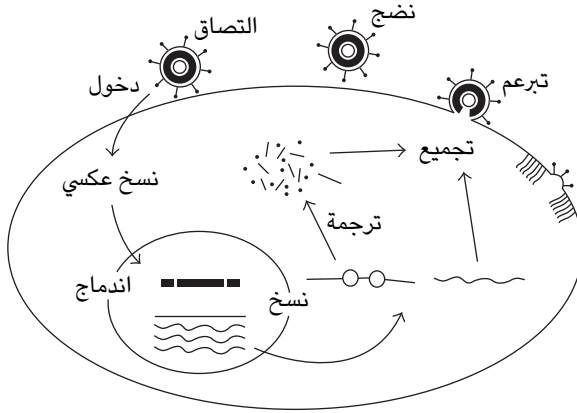 التصاق
نضج
تبرعم
دخول
تجميع
نسخ عكسي
ترجمة
اندماج
نسخ